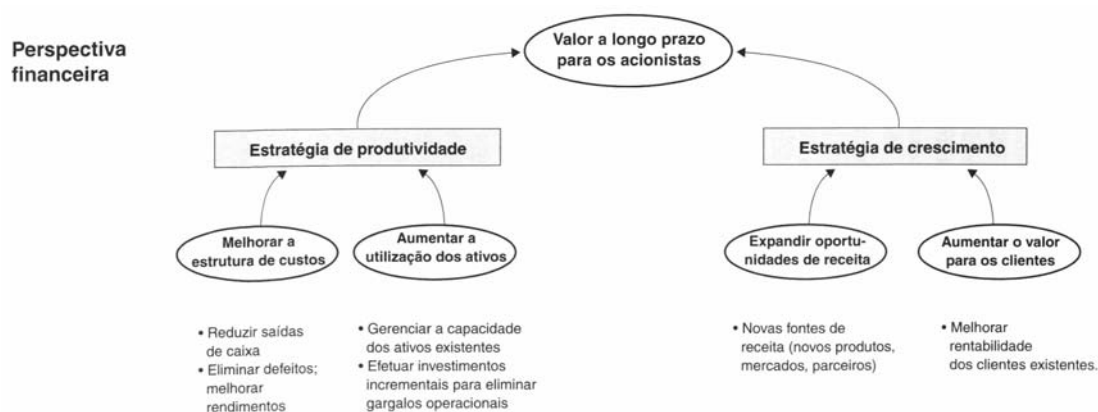 Perspectiva
financeira
Valor a longo prazo
para os acionistas
Estratégia de produtividade
Estratégia de crescimento
Melhorar a
estrutura de custos
Aumentar a
utilização dos ativos
Expandir oportu-
nidades de receita
Aumentar o valor
para os clientes
• Reduzir saídas
de caixa
• Eliminar defeitos;
melhorar
rendimentos
• Gerenciar a capacidade
dos ativos existentes
• Efetuar investimentos
incrementais para eliminar
gargalos operacionais
• Novas fontes de
receita (novos produtos,
mercados, parceiros)
• Melhorar
rentabilidade
dos clientes existentes.